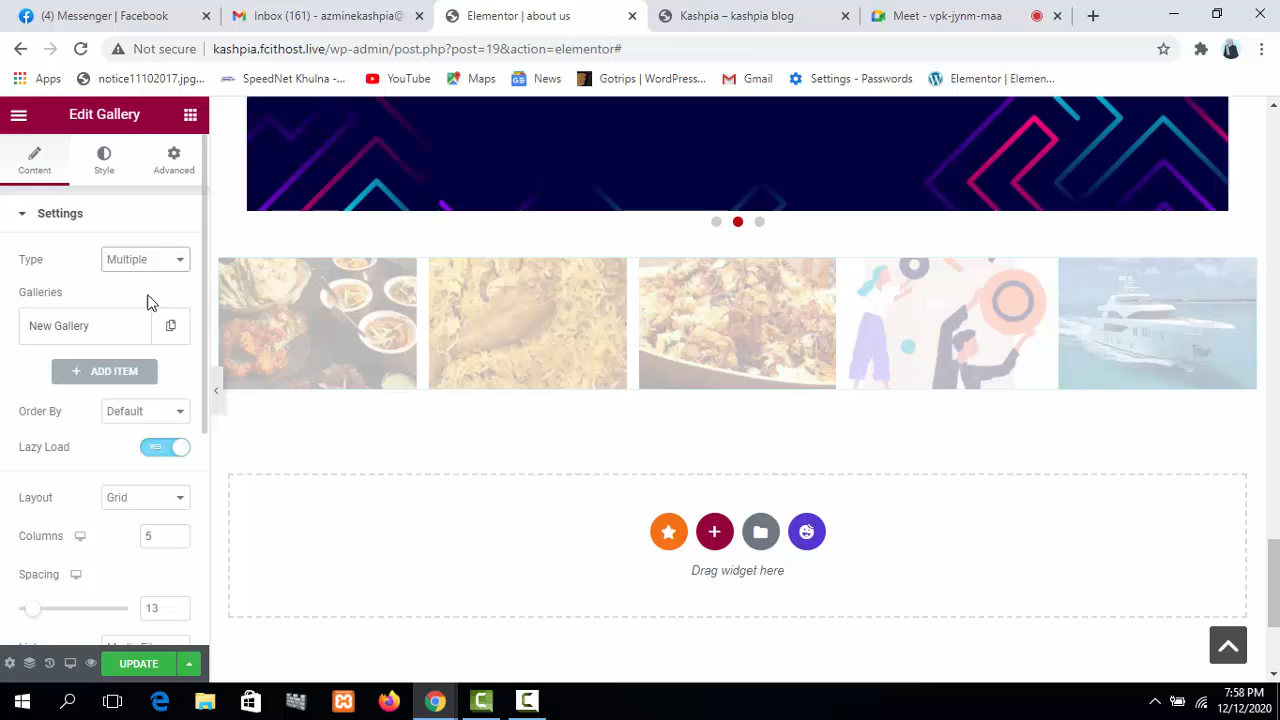 (4) Messenger | Facebook
Inbox (161) - azminekashpia@
Elementor | about us
Kashpia – kashpia blog
Meet - vpk-jynm-maa
Not secure
kashpia.fcithost.live/wp-admin/post.php?post=19&action=elementor#
Apps
notice11102017.jpg...
SpeedNet Khulna -...
YouTube
Maps
News
Gotrips | WordPress...
Gmail
Settings - Passwords
Elementor | Elemen...
Edit Gallery
Content
Style
Advanced
Settings
Type
Multiple
Galleries
New Gallery
ADD ITEM
Order By
Default
Lazy Load
YES
Layout
Grid
Columns
5
Spacing
13
UPDATE
Drag widget here
7:58 PM
12/12/2020